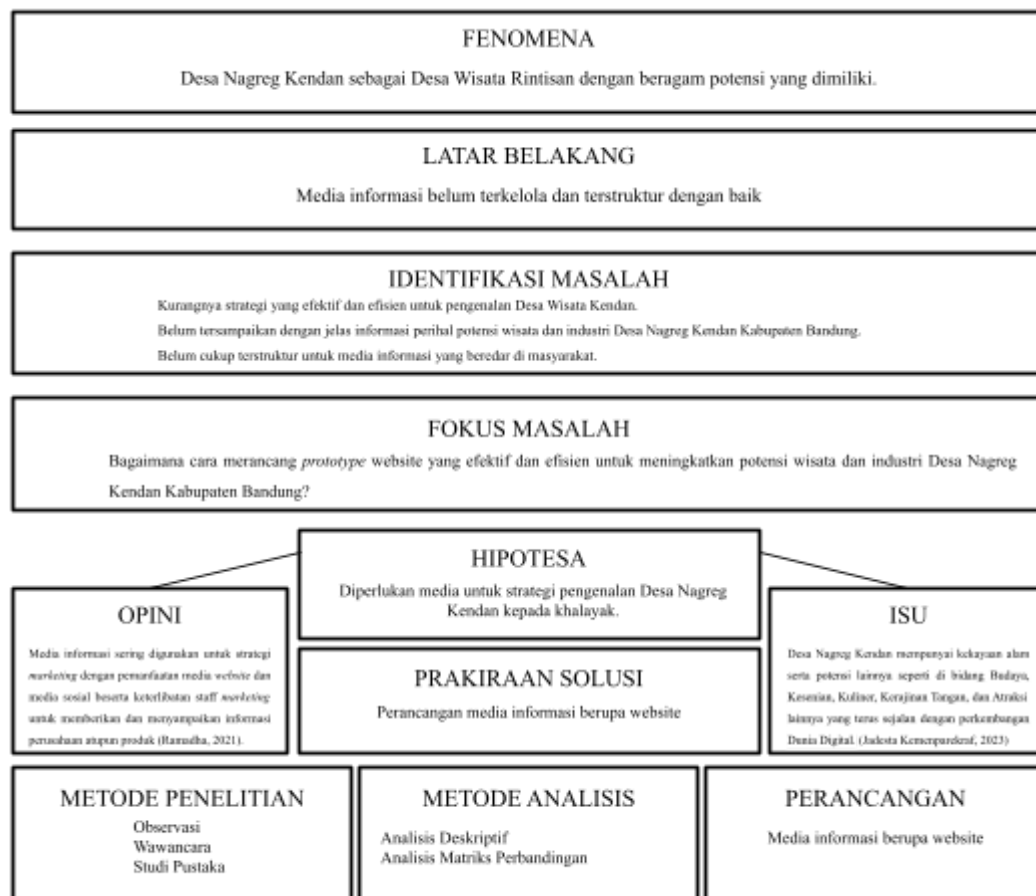 FENOMENA
Desa Nagreg Kendan sebagai Desa Wisata Rintisan dengan beragam potensi yang dimiliki.
LATAR BELAKANG
Media informasi belum terkelola dan terstruktur dengan baik
IDENTIFIKASI MASALAH
Kurangnya strategi yang efektif dan efisien untuk pengenalan Desa Wisata Kendan.
Belum tersampaikan dengan jelas informasi perihal potensi wisata dan industri Desa Nagreg Kendan Kabupaten Bandung.
Belum cukup terstruktur untuk media informasi yang beredar di masyarakat.
FOKUS MASALAH
Bagaimana cara merancang prototype website yang efektif dan efisien untuk meningkatkan potensi wisata dan industri Desa Nagreg
Kendan Kabupaten Bandung?
HIPOTESA
Diperlukan media untuk strategi pengenalan Desa Nagreg
Kendan kepada khalayak.
OPINI
Media informasi sering digunakan untuk strategi
marketing dengan pemanfaatan media website dan
media sosial beserta keterlibatan staff marketing
untuk memberikan dan menyampaikan informasi
perusahaan atupun produk (Ramadha, 2021).
PRAKIRAAN SOLUSI
Perancangan media informasi berupa website
ISU
Desa Nagreg Kendan mempunyai kekayaan alam
serta potensi lainnya seperti di bidang Budaya,
Kesenian, Kuliner, Kerajinan Tangan, dan Atraksi
lainnya yang terus sejalan dengan perkembangan
Dunia Digital. (Jadesta Kemenparekraf, 2023)
METODE PENELITIAN
Observasi
Wawancara
Studi Pustaka
METODE ANALISIS
Analisis Deskriptif
Analisis Matriks Perbandingan
PERANCANGAN
Media informasi berupa website